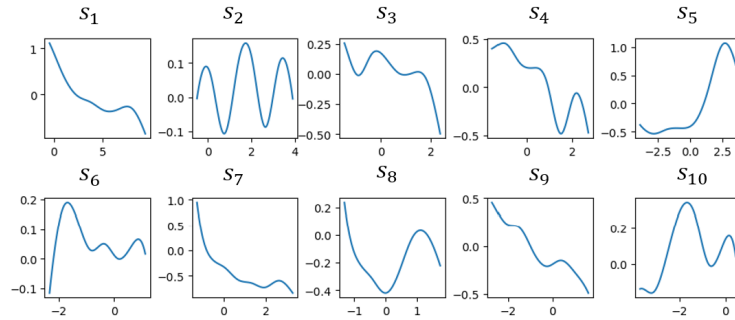 S₁ S₂ S₃ S₄ S₅
1 0 0 5
0.1 0.0 -0.1 0 2 4
0.25 0.00 -0.25 -0.50 0 2
0.5 0.0 -0.5 0 2
1.0 0.5 0.0 -0.5 -2.5 0.0 2.5
S₆ S₇ S₈ S₉ S₁₀
0.2 0.1 0.0 -0.1 -2 0
1.0 0.5 0.0 -0.5 0 2
0.2 0.0 -0.2 -0.4 -1 0 1
0.5 0.0 -0.5 -2 0
0.2 0.0 -2 0